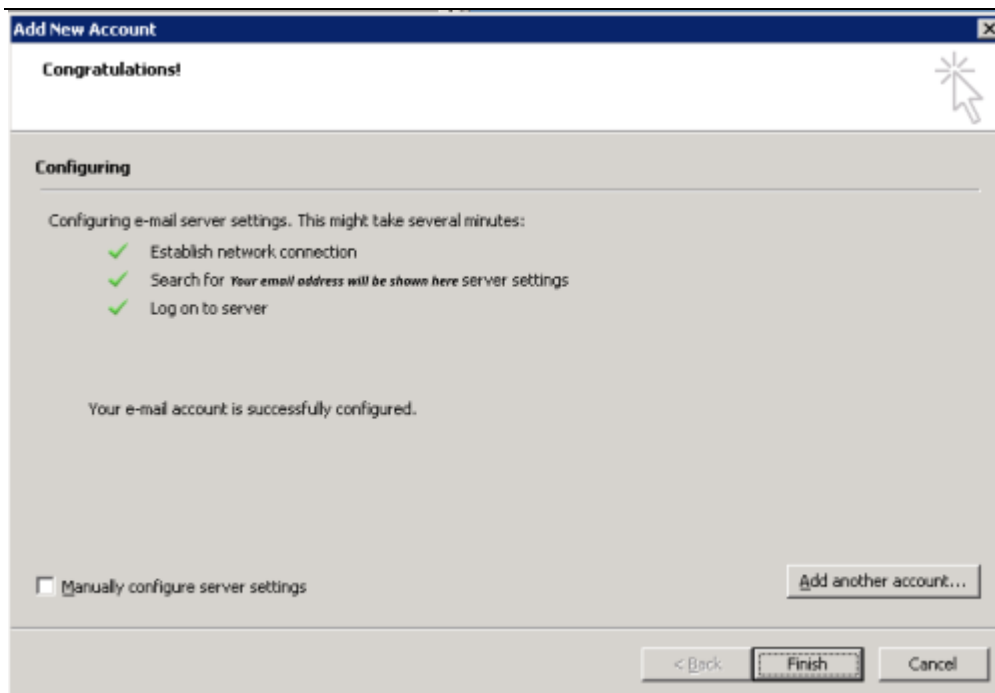 Add New Account
Congratulations!
Configuring
Configuring e-mail server settings. This might take several minutes:
Establish network connection
Search for Your email address will be shown here server settings
Log on to server
Your e-mail account is successfully configured.
Manually configure server settings
Add another account...
< Back
Finish
Cancel